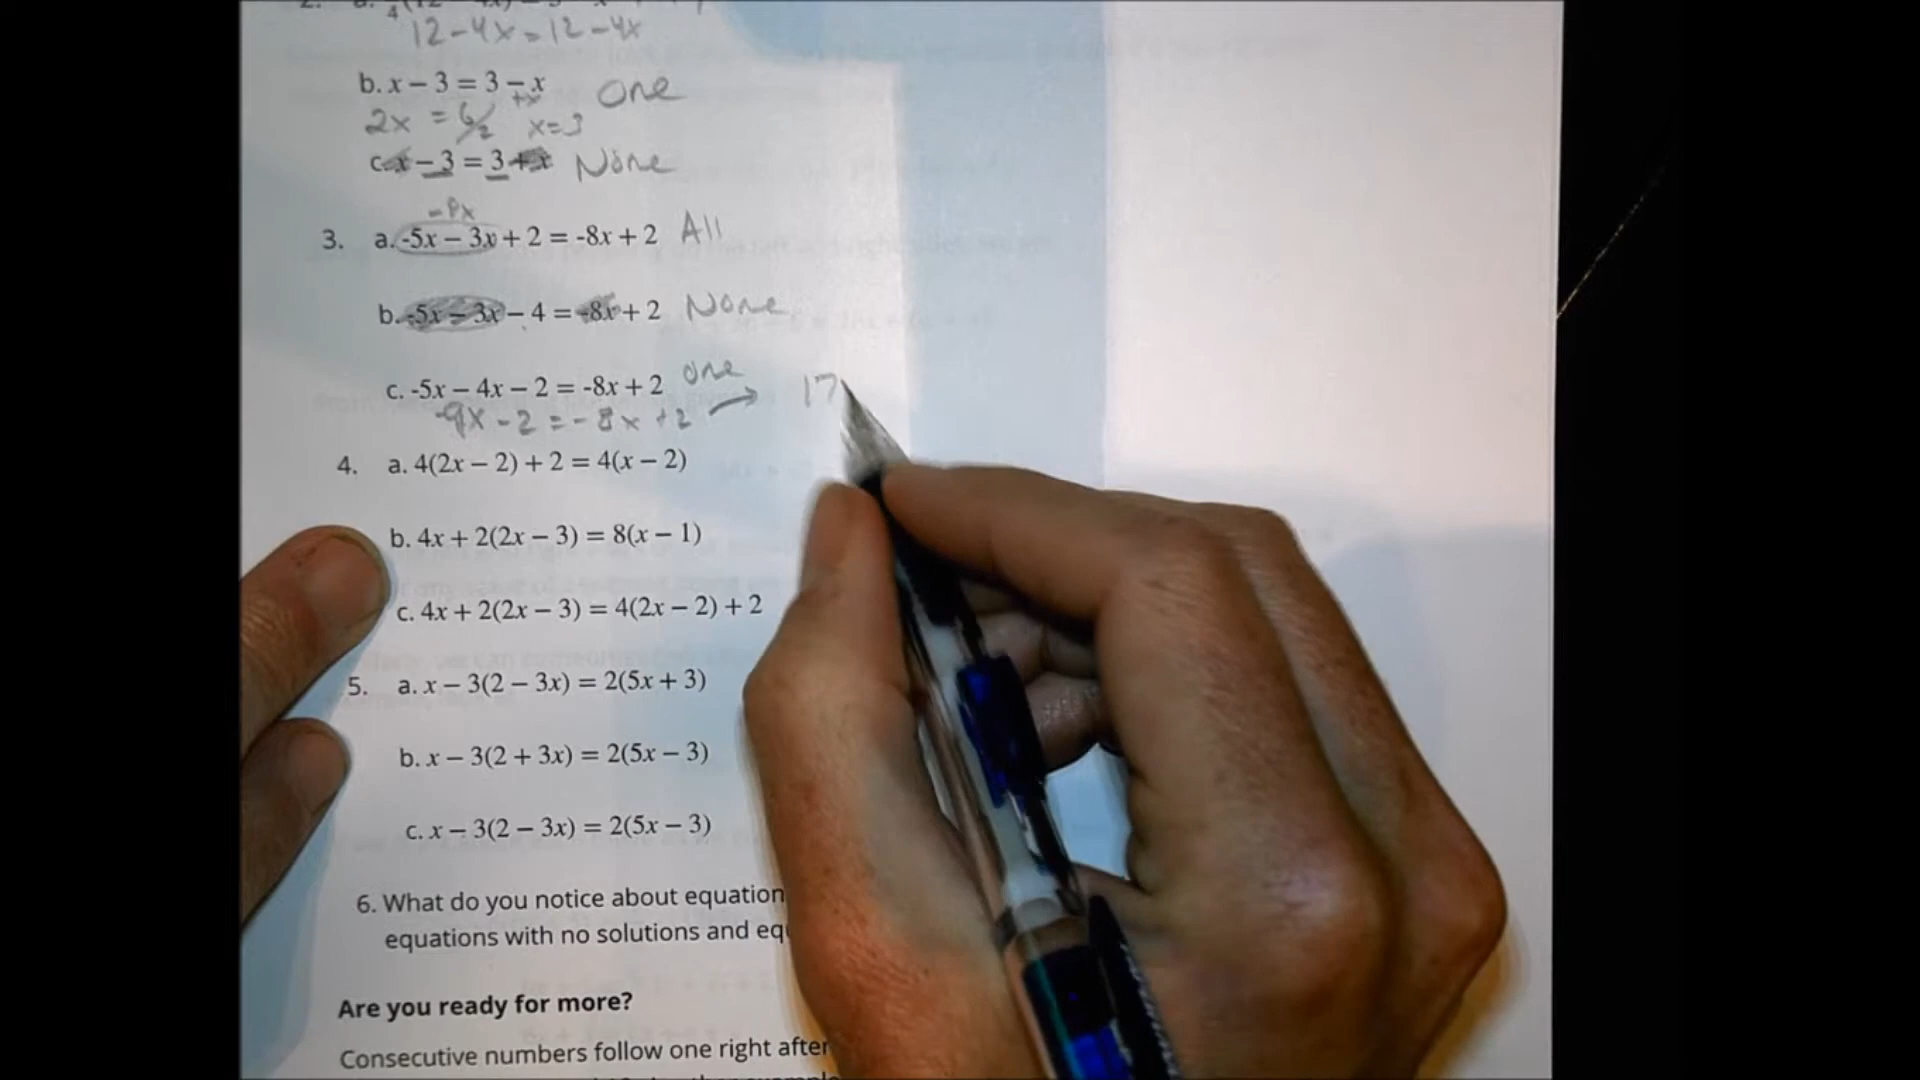 12-4x=12-4x
b. x − 3 = 3 − x One
+x
2x = 6/2 x=3
c. x − 3 = 3 + x None
-8x
3. a. -5x − 3x + 2 = -8x + 2 All
b. -5x − 3x − 4 = -8x + 2 None
c. -5x − 4x − 2 = -8x + 2 one 17
-9x - 2 = - 8x + 2
4. a. 4(2x − 2) + 2 = 4(x − 2)
b. 4x + 2(2x − 3) = 8(x − 1)
c. 4x + 2(2x − 3) = 4(2x − 2) + 2
5. a. x − 3(2 − 3x) = 2(5x + 3)
b. x − 3(2 + 3x) = 2(5x − 3)
c. x − 3(2 − 3x) = 2(5x − 3)
6. What do you notice about equation
equations with no solutions and
Are you ready for more?
Consecutive numbers follow one right after